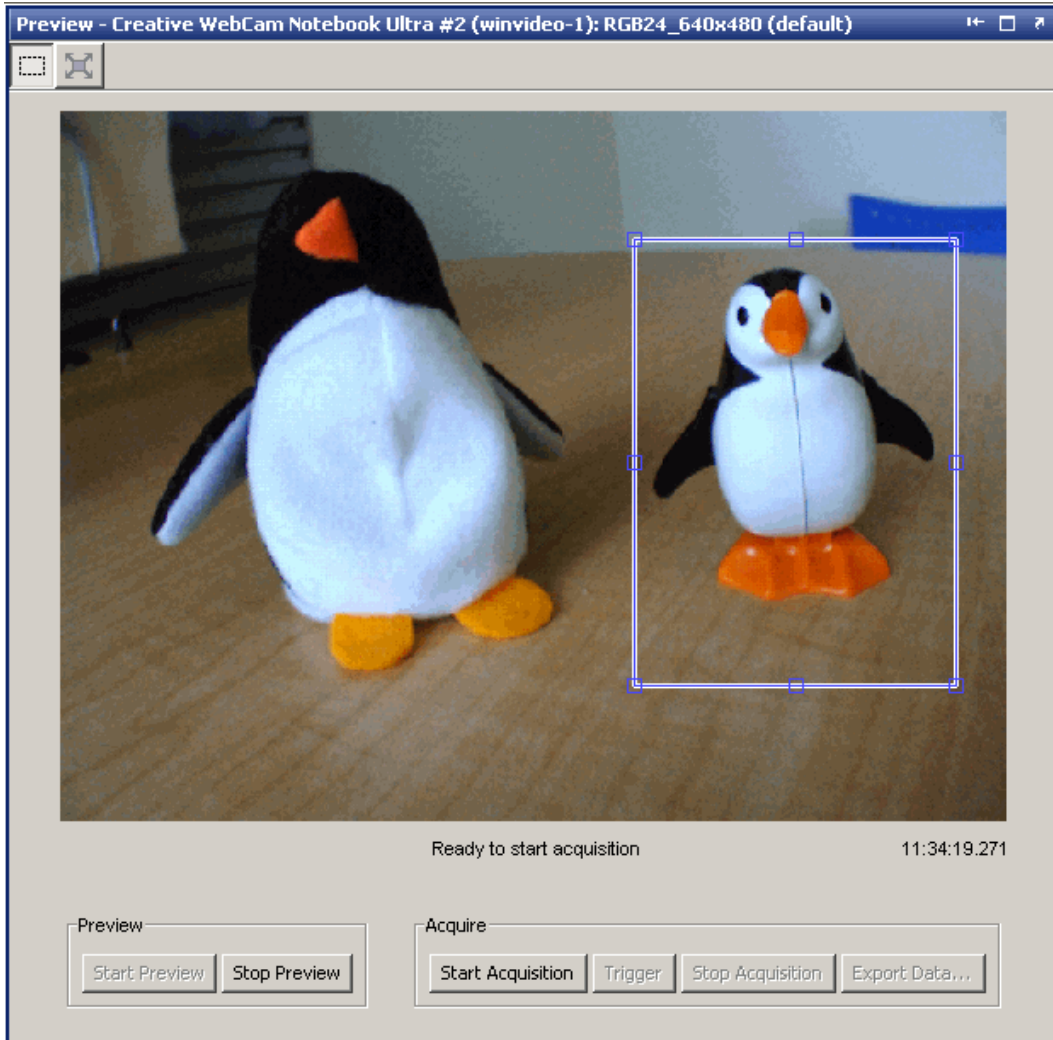 Preview - Creative WebCam Notebook Ultra #2 (winvideo-1): RGB24_640x480 (default)
Ready to start acquisition 11:34:19.271
Preview Acquire
Start Preview Stop Preview Start Acquisition Trigger Stop Acquisition Export Data...